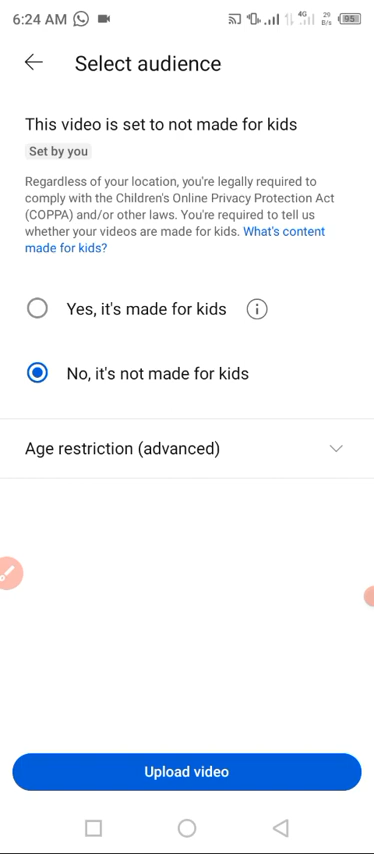 6:24 AM 4G 29 B/s 95
Select audience
This video is set to not made for kids
Set by you
Regardless of your location, you're legally required to
comply with the Children's Online Privacy Protection Act
(COPPA) and/or other laws. You're required to tell us
whether your videos are made for kids. What's content
made for kids?
Yes, it's made for kids
No, it's not made for kids
Age restriction (advanced)
Upload video